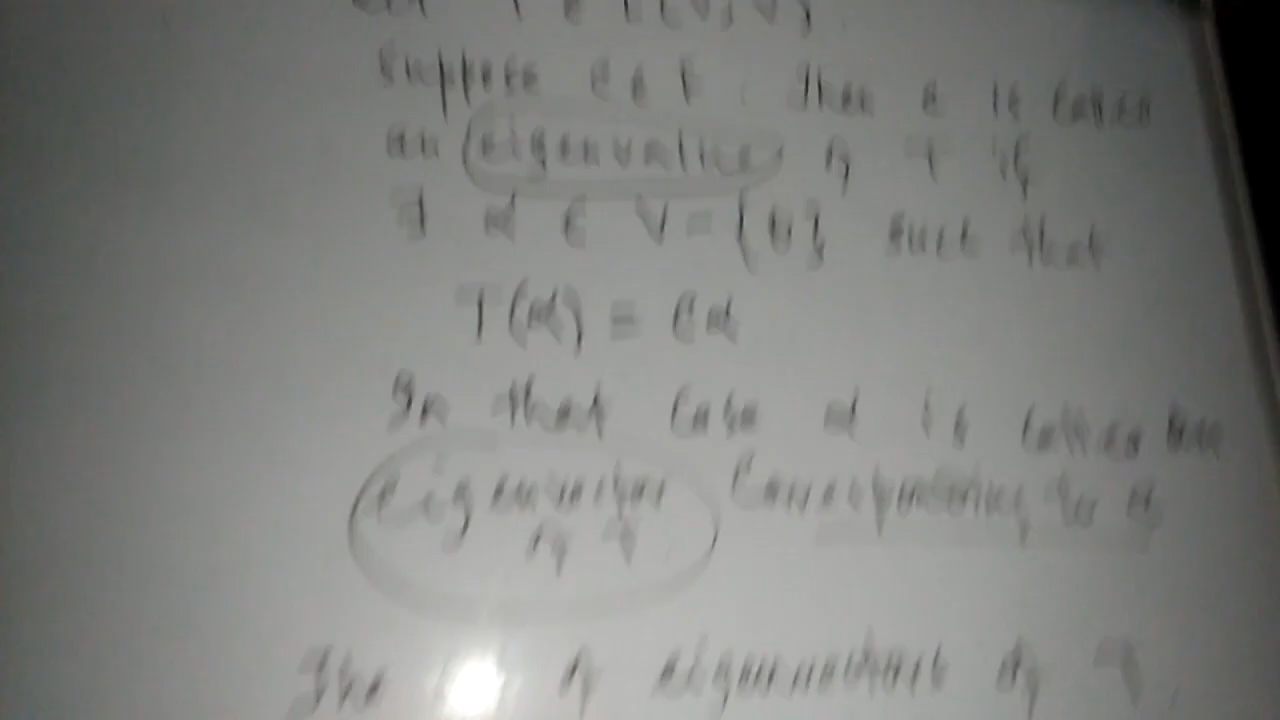 Suppose c ∈ F. Then c is called
an eigenvalue of T if
∃ α ∈ V - {0} such that
T(α) = cα
In that case α is called an
eigenvector corresponding to c
of T
The of eigenvectors of T